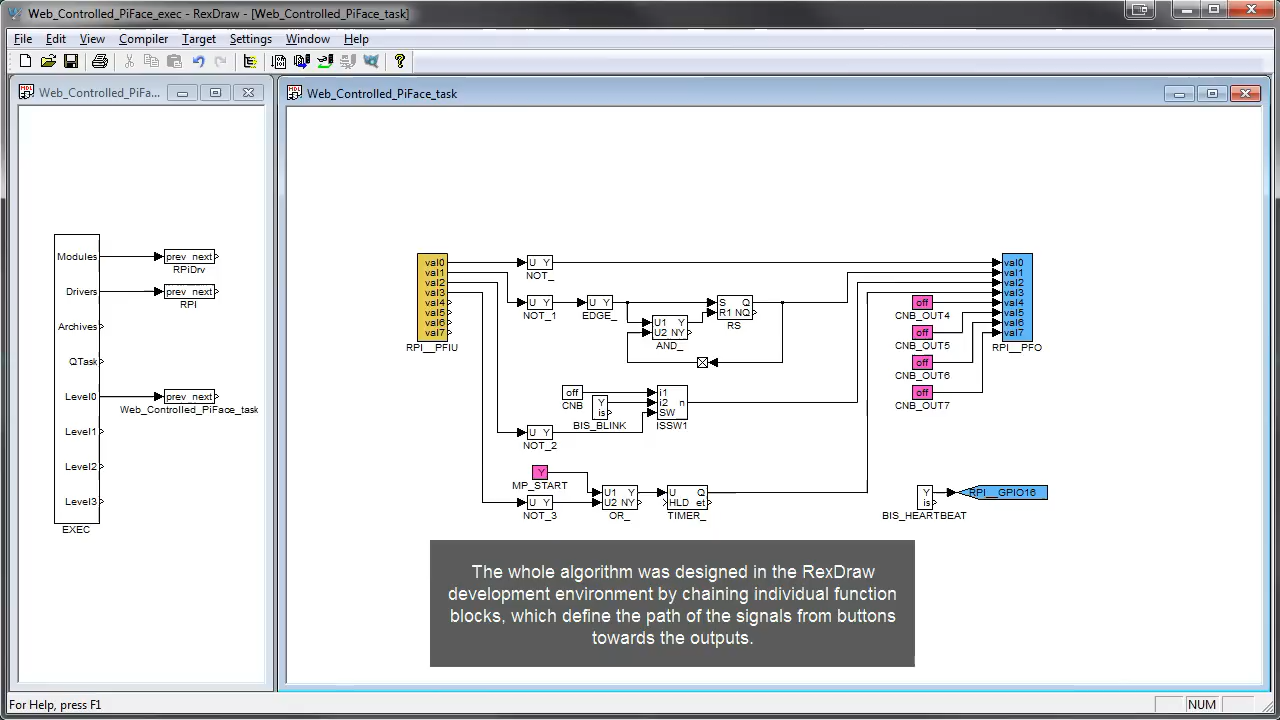 Web_Controlled_PiFace_exec - RexDraw - [Web_Controlled_PiFace_task]
File Edit View Compiler Target Settings Window Help
Web_Controlled_PiFa...
Web_Controlled_PiFace_task
Modules
prev next
RPiDrv
Drivers
prev next
RPI
Archives
QTask
Level0
prev next
Web_Controlled_PiFace_task
Level1
Level2
Level3
EXEC
val0
val1
val2
val3
val4
val5
val6
val7
RPI__PFIU
U Y
NOT_
U Y
NOT_1
U Y
EDGE_
U1 Y
U2 NY
AND_
S Q
R1 NQ
RS
off
CNB
Y
is
BIS_BLINK
i1
i2 n
SW
ISSW1
U Y
NOT_2
Y
MP_START
U Y
NOT_3
U1 Y
U2 NY
OR_
U Q
HLD et
TIMER_
off
CNB_OUT4
off
CNB_OUT5
off
CNB_OUT6
off
CNB_OUT7
val0
val1
val2
val3
val4
val5
val6
val7
RPI__PFO
Y
is
BIS_HEARTBEAT
RPI__GPIO16
The whole algorithm was designed in the RexDraw
development environment by chaining individual function
blocks, which define the path of the signals from buttons
towards the outputs.
For Help, press F1
NUM